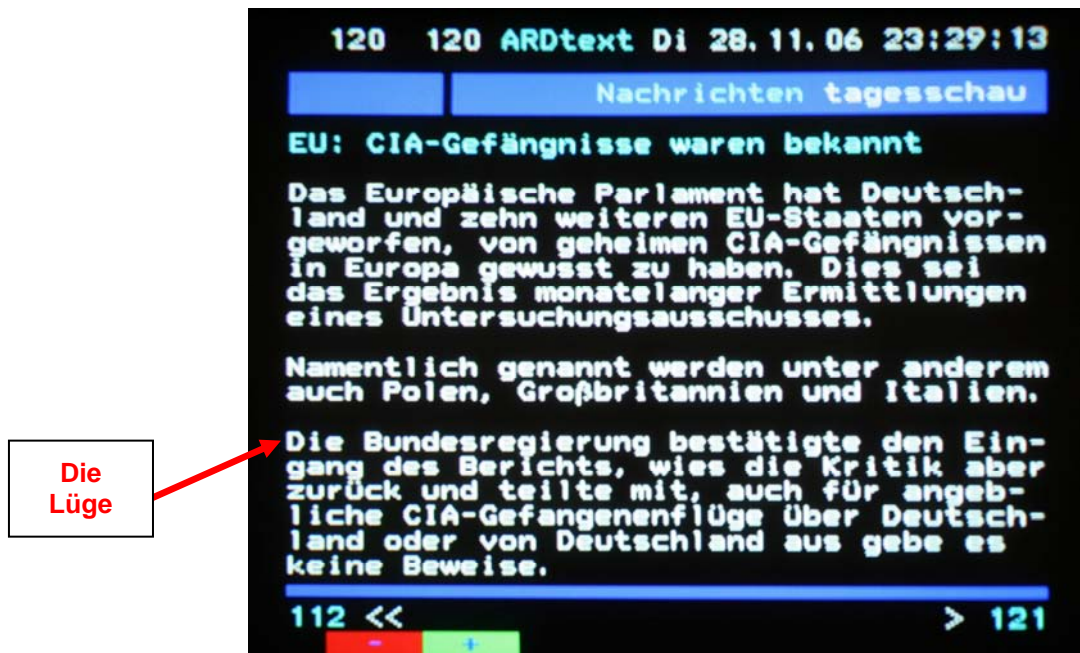 120 120 ARDtext Di 28.11.06 23:29:13
Nachrichten tagesschau
EU: CIA-Gefängnisse waren bekannt
Das Europäische Parlament hat Deutsch-
land und zehn weiteren EU-Staaten vor-
geworfen, von geheimen CIA-Gefängnissen
in Europa gewusst zu haben. Dies sei
das Ergebnis monatelanger Ermittlungen
eines Untersuchungsausschusses.
Namentlich genannt werden unter anderem
auch Polen, Großbritannien und Italien.
Die
Lüge
Die Bundesregierung bestätigte den Ein-
gang des Berichts, wies die Kritik aber
zurück und teilte mit, auch für angeb-
liche CIA-Gefangenenflüge über Deutsch-
land oder von Deutschland aus gebe es
keine Beweise.
112 << > 121
- +